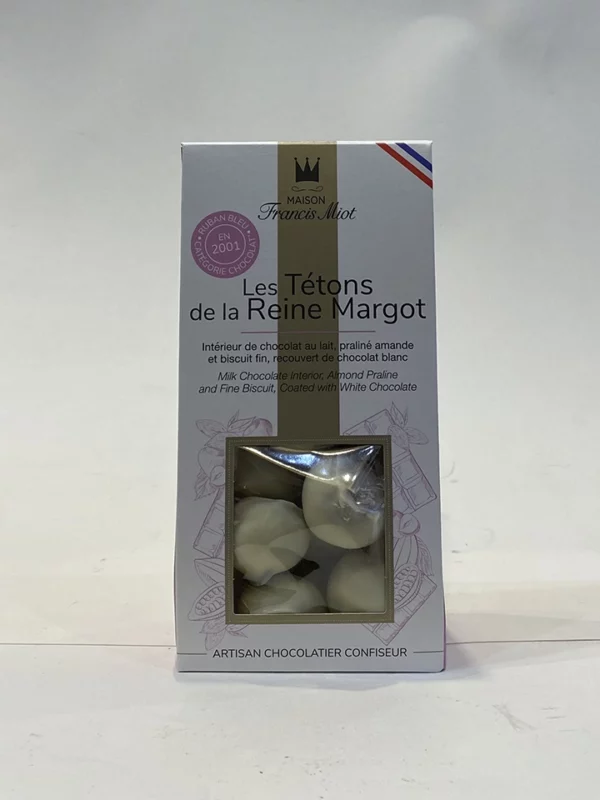 MAISON
Francis Miot
• RUBAN BLEU •
EN
2001
CATÉGORIE CHOCOLAT
Les Tétons
de la Reine Margot
Intérieur de chocolat au lait, praliné amande
et biscuit fin, recouvert de chocolat blanc
Milk Chocolate Interior, Almond Praline
and Fine Biscuit, Coated with White Chocolate
ARTISAN CHOCOLATIER CONFISEUR